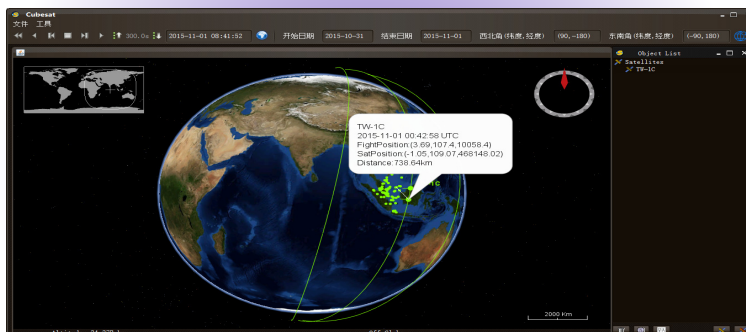 Cubesat
文件 工具
300.0s 2015-11-01 08:41:52 开始日期 2015-10-31 结束日期 2015-11-01 西北角(纬度,经度) (90,-180) 东南角(纬度,经度) (-90,180)
Object List
Satellites
TW-1C
TW-1C
2015-11-01 00:42:58 UTC
FightPosition:(3.69,107.4,10058.4)
SatPosition:(-1.05,109.07,468148.02)
Distance:738.64km
1C
2000 Km